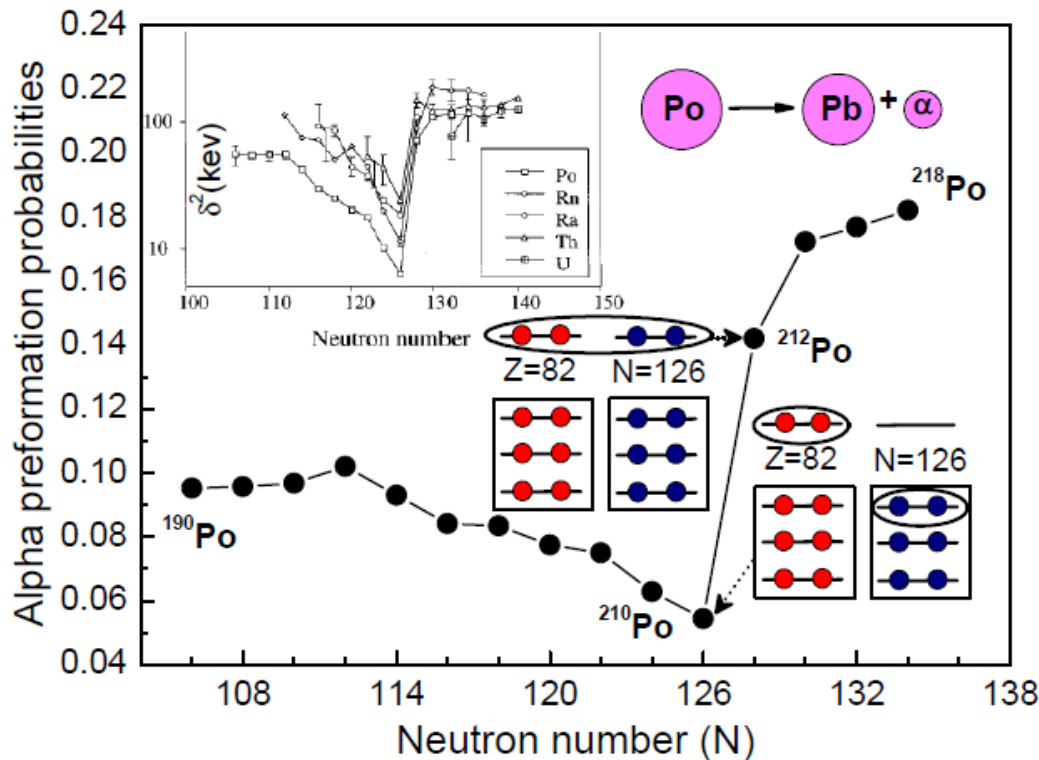 Alpha preformation probabilities
0.24
0.22
0.20
0.18
0.16
0.14
0.12
0.10
0.08
0.06
0.04
δ²(kev)
100
10
Po
Rn
Ra
Th
U
100 110 120 130 140 150
Neutron number
Po Pb + α
²¹⁸Po
²¹²Po
Z=82 N=126
Z=82 N=126
¹⁹⁰Po
²¹⁰Po
108 114 120 126 132 138
Neutron number (N)